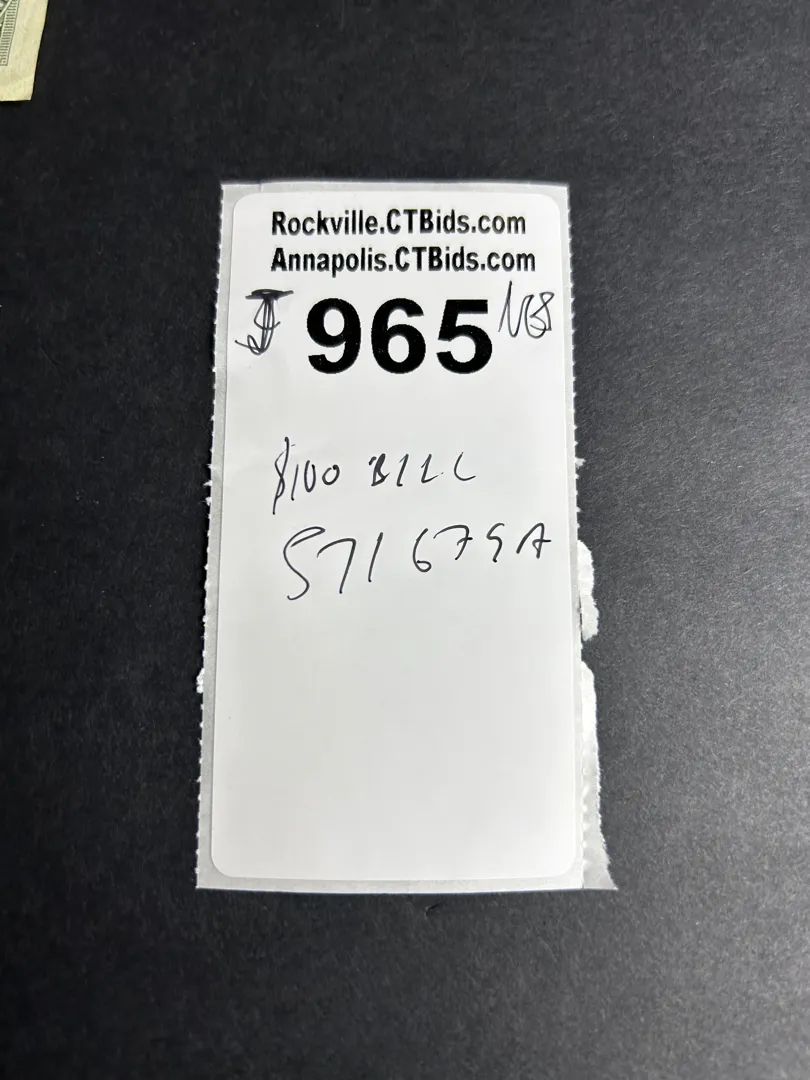 Rockville.CTBids.com
Annapolis.CTBids.com
J 965
$100 BILL
571679A